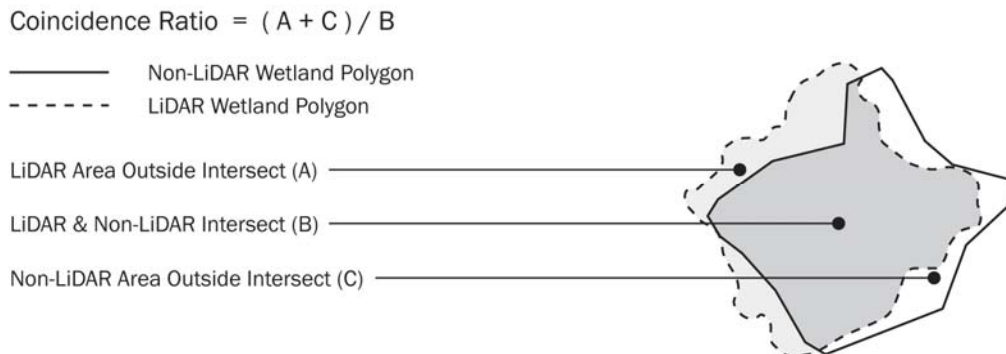 Coincidence Ratio = ( A + C ) / B
Non-LiDAR Wetland Polygon
LiDAR Wetland Polygon
LiDAR Area Outside Intersect (A)
LiDAR & Non-LiDAR Intersect (B)
Non-LiDAR Area Outside Intersect (C)